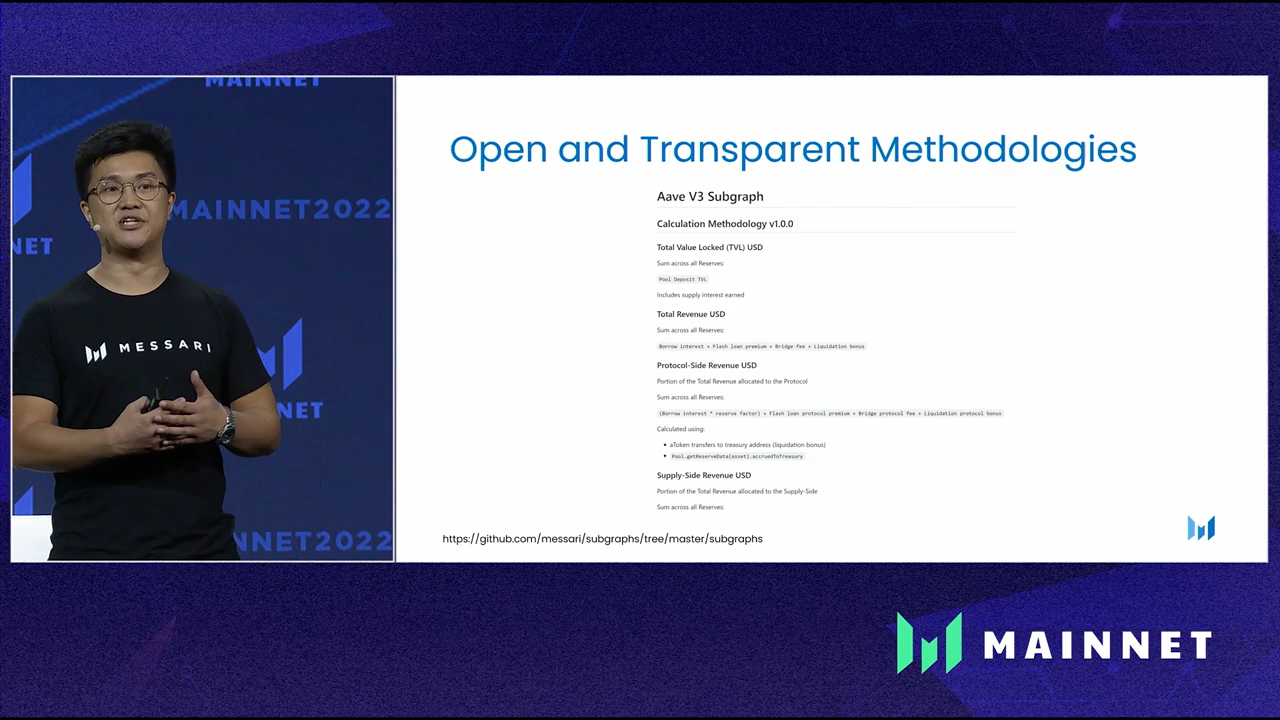 MAINNET
MAINNET2022
NET
MESSARI
NET
NNET2022
Open and Transparent Methodologies
Aave V3 Subgraph
Calculation Methodology v1.0.0
Total Value Locked (TVL) USD
Sum across all Reserves:
Pool Deposit TVL
Includes supply interest earned
Total Revenue USD
Sum across all Reserves:
Borrow interest + Flash loan premium + Bridge fee + Liquidation bonus
Protocol-Side Revenue USD
Portion of the Total Revenue allocated to the Protocol
Sum across all Reserves:
(Borrow interest * reserve factor) + Flash loan protocol premium + Bridge protocol fee + Liquidation protocol bonus
Calculated using:
aToken transfers to treasury address (liquidation bonus)
Pool.getReserveData(asset).accruedToTreasury
Supply-Side Revenue USD
Portion of the Total Revenue allocated to the Supply-Side
Sum across all Reserves:
https://github.com/messari/subgraphs/tree/master/subgraphs
MAINNET